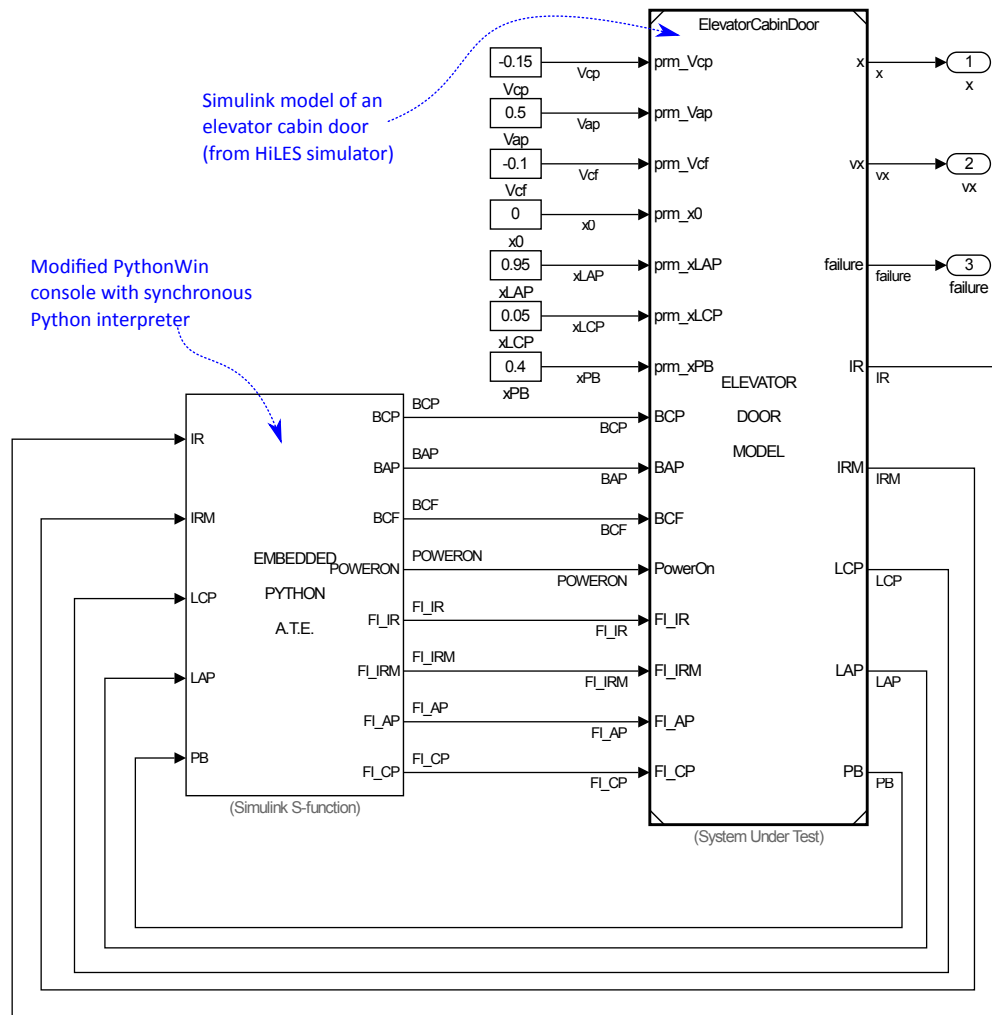 ElevatorCabinDoor
-0.15
Vcp
Vcp
prm_Vcp
x
x
1
x
Simulink model of an
elevator cabin door
(from HiLES simulator)
0.5
Vap
Vap
prm_Vap
-0.1
Vcf
Vcf
prm_Vcf
vx
vx
2
vx
0
x0
x0
prm_x0
Modified PythonWin
console with synchronous
Python interpreter
0.95
xLAP
xLAP
prm_xLAP
failure
failure
3
failure
0.05
xLCP
xLCP
prm_xLCP
0.4
xPB
xPB
prm_xPB
IR
IR
ELEVATOR
DOOR
MODEL
IR
IRM
LCP
LAP
PB
EMBEDDED
PYTHON
A.T.E.
BCP
BCP
BCP
BCP
BAP
BAP
BAP
BAP
IRM
IRM
BCF
BCF
BCF
BCF
POWERON
POWERON
POWERON
PowerOn
LCP
LCP
FI_IR
FI_IR
FI_IR
FI_IR
FI_IRM
FI_IRM
FI_IRM
FI_IRM
LAP
LAP
FI_AP
FI_AP
FI_AP
FI_AP
FI_CP
FI_CP
FI_CP
FI_CP
PB
PB
(Simulink S-function)
(System Under Test)